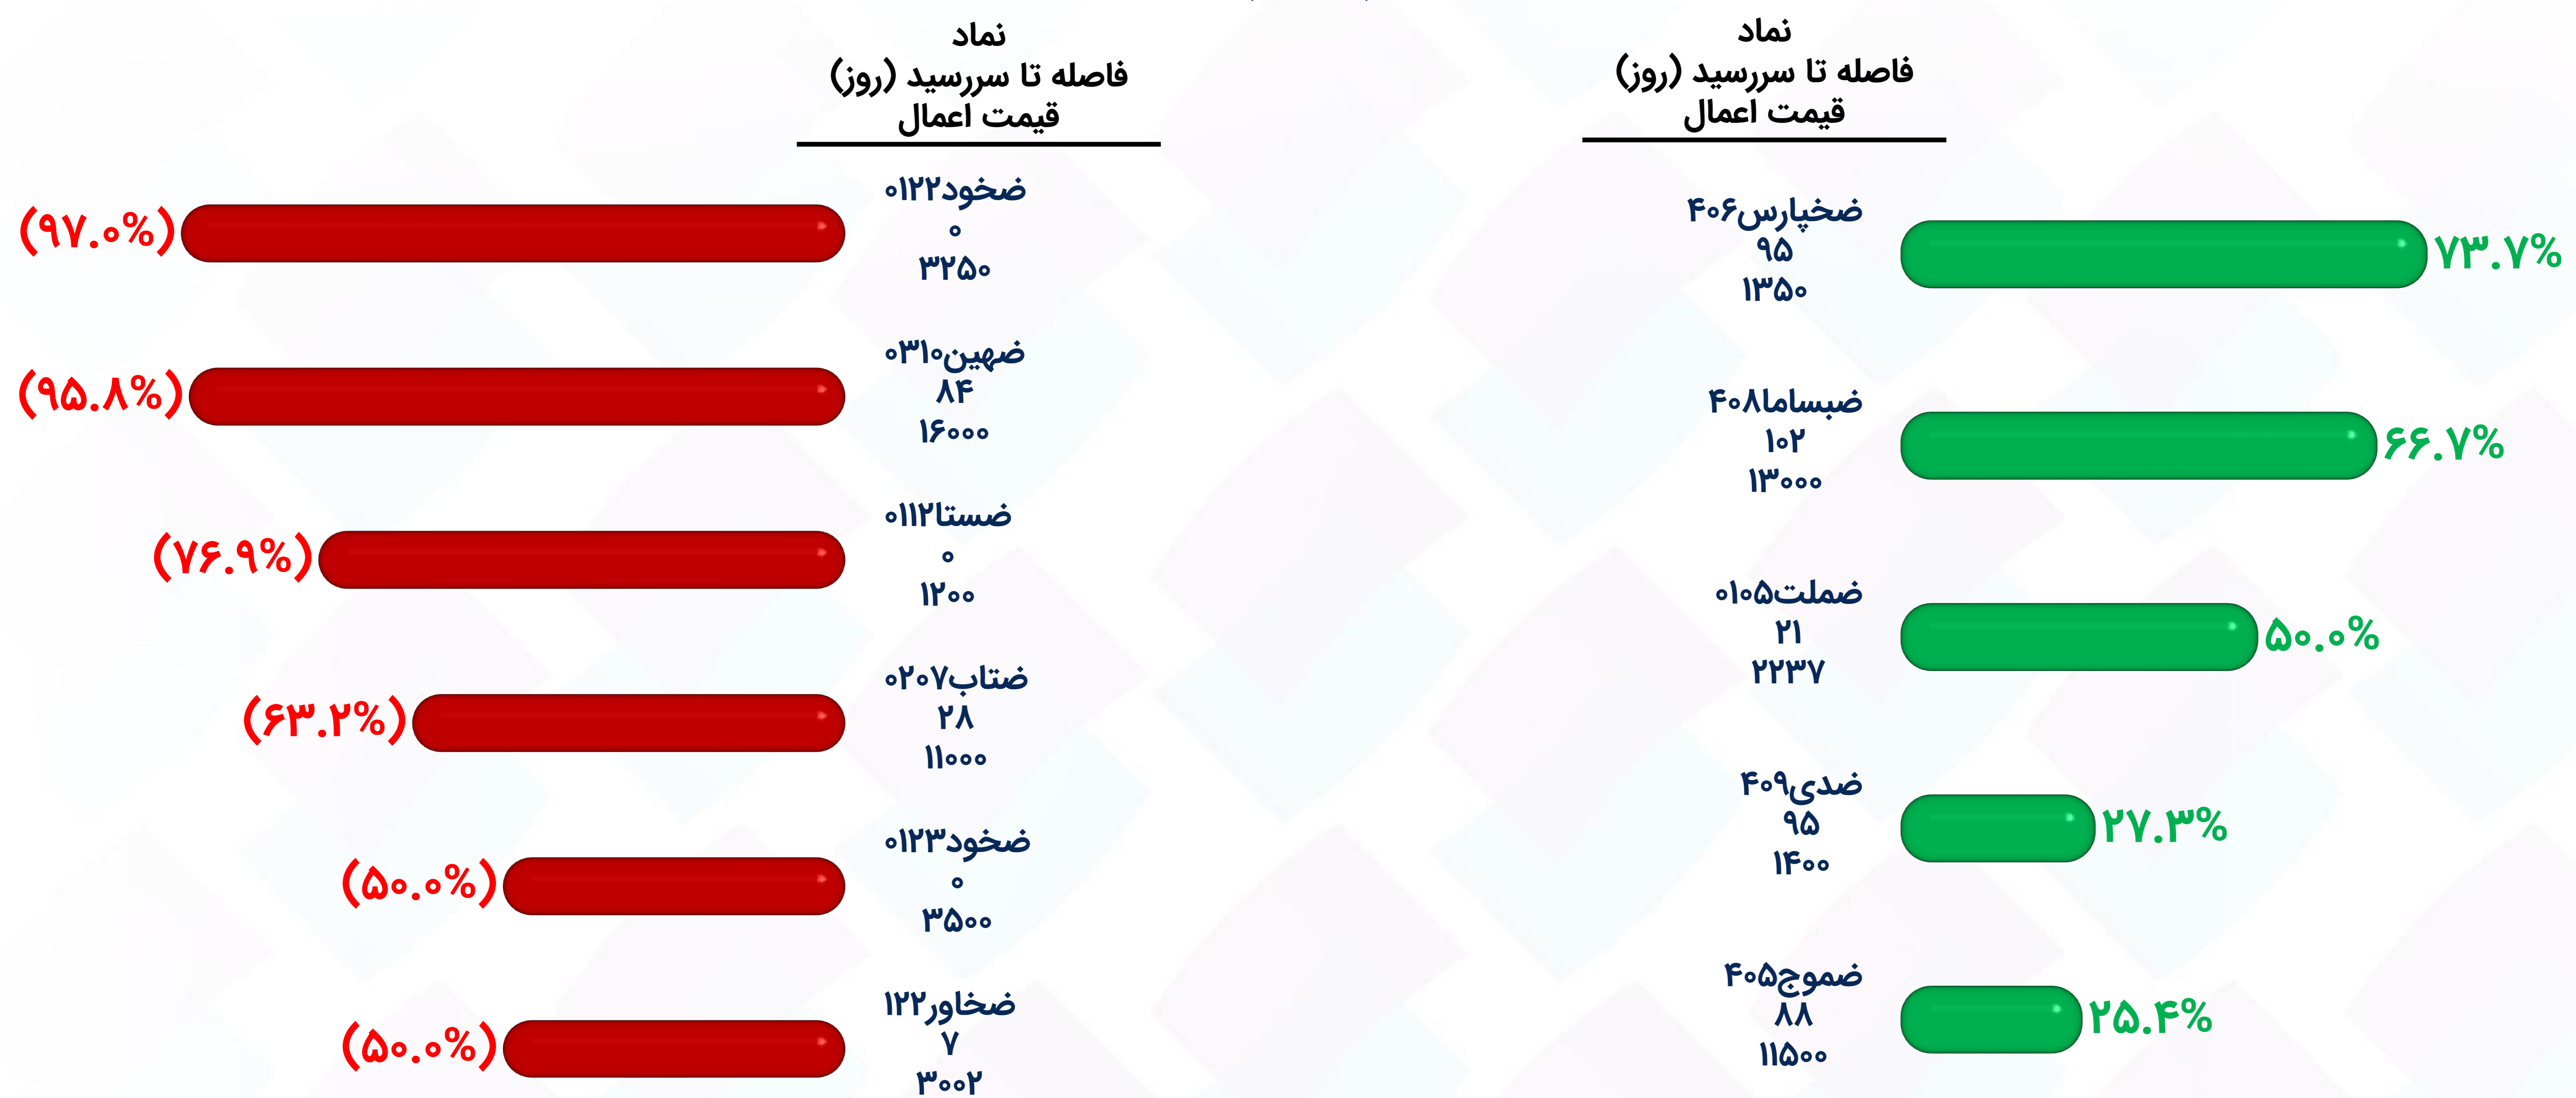 نماد
فاصله تا سررسید (روز)
قیمت اعمال
ضخپارس۴۰۶
۹۵
۱۳۵۰
۷۳.۷%
ضبساما۴۰۸
۱۰۲
۱۳۰۰۰
۶۶.۷%
ضملت۰۱۰۵
۲۱
۲۲۳۷
۵۰.۰%
ضدی۴۰۹
۹۵
۱۴۰۰
۲۷.۳%
ضموج۴۰۵
۸۸
۱۱۵۰۰
۲۵.۴%
نماد
فاصله تا سررسید (روز)
قیمت اعمال
ضخود۰۱۲۲
۰
۳۲۵۰
(۹۷.۰%)
ضهین۰۳۱۰
۸۴
۱۶۰۰۰
(۹۵.۸%)
ضستا۰۱۱۲
۰
۱۲۰۰
(۷۶.۹%)
ضتاب۰۲۰۷
۲۸
۱۱۰۰۰
(۶۳.۲%)
ضخود۰۱۲۳
۰
۳۵۰۰
(۵۰.۰%)
ضخاور۱۲۲
۷
۳۰۰۲
(۵۰.۰%)